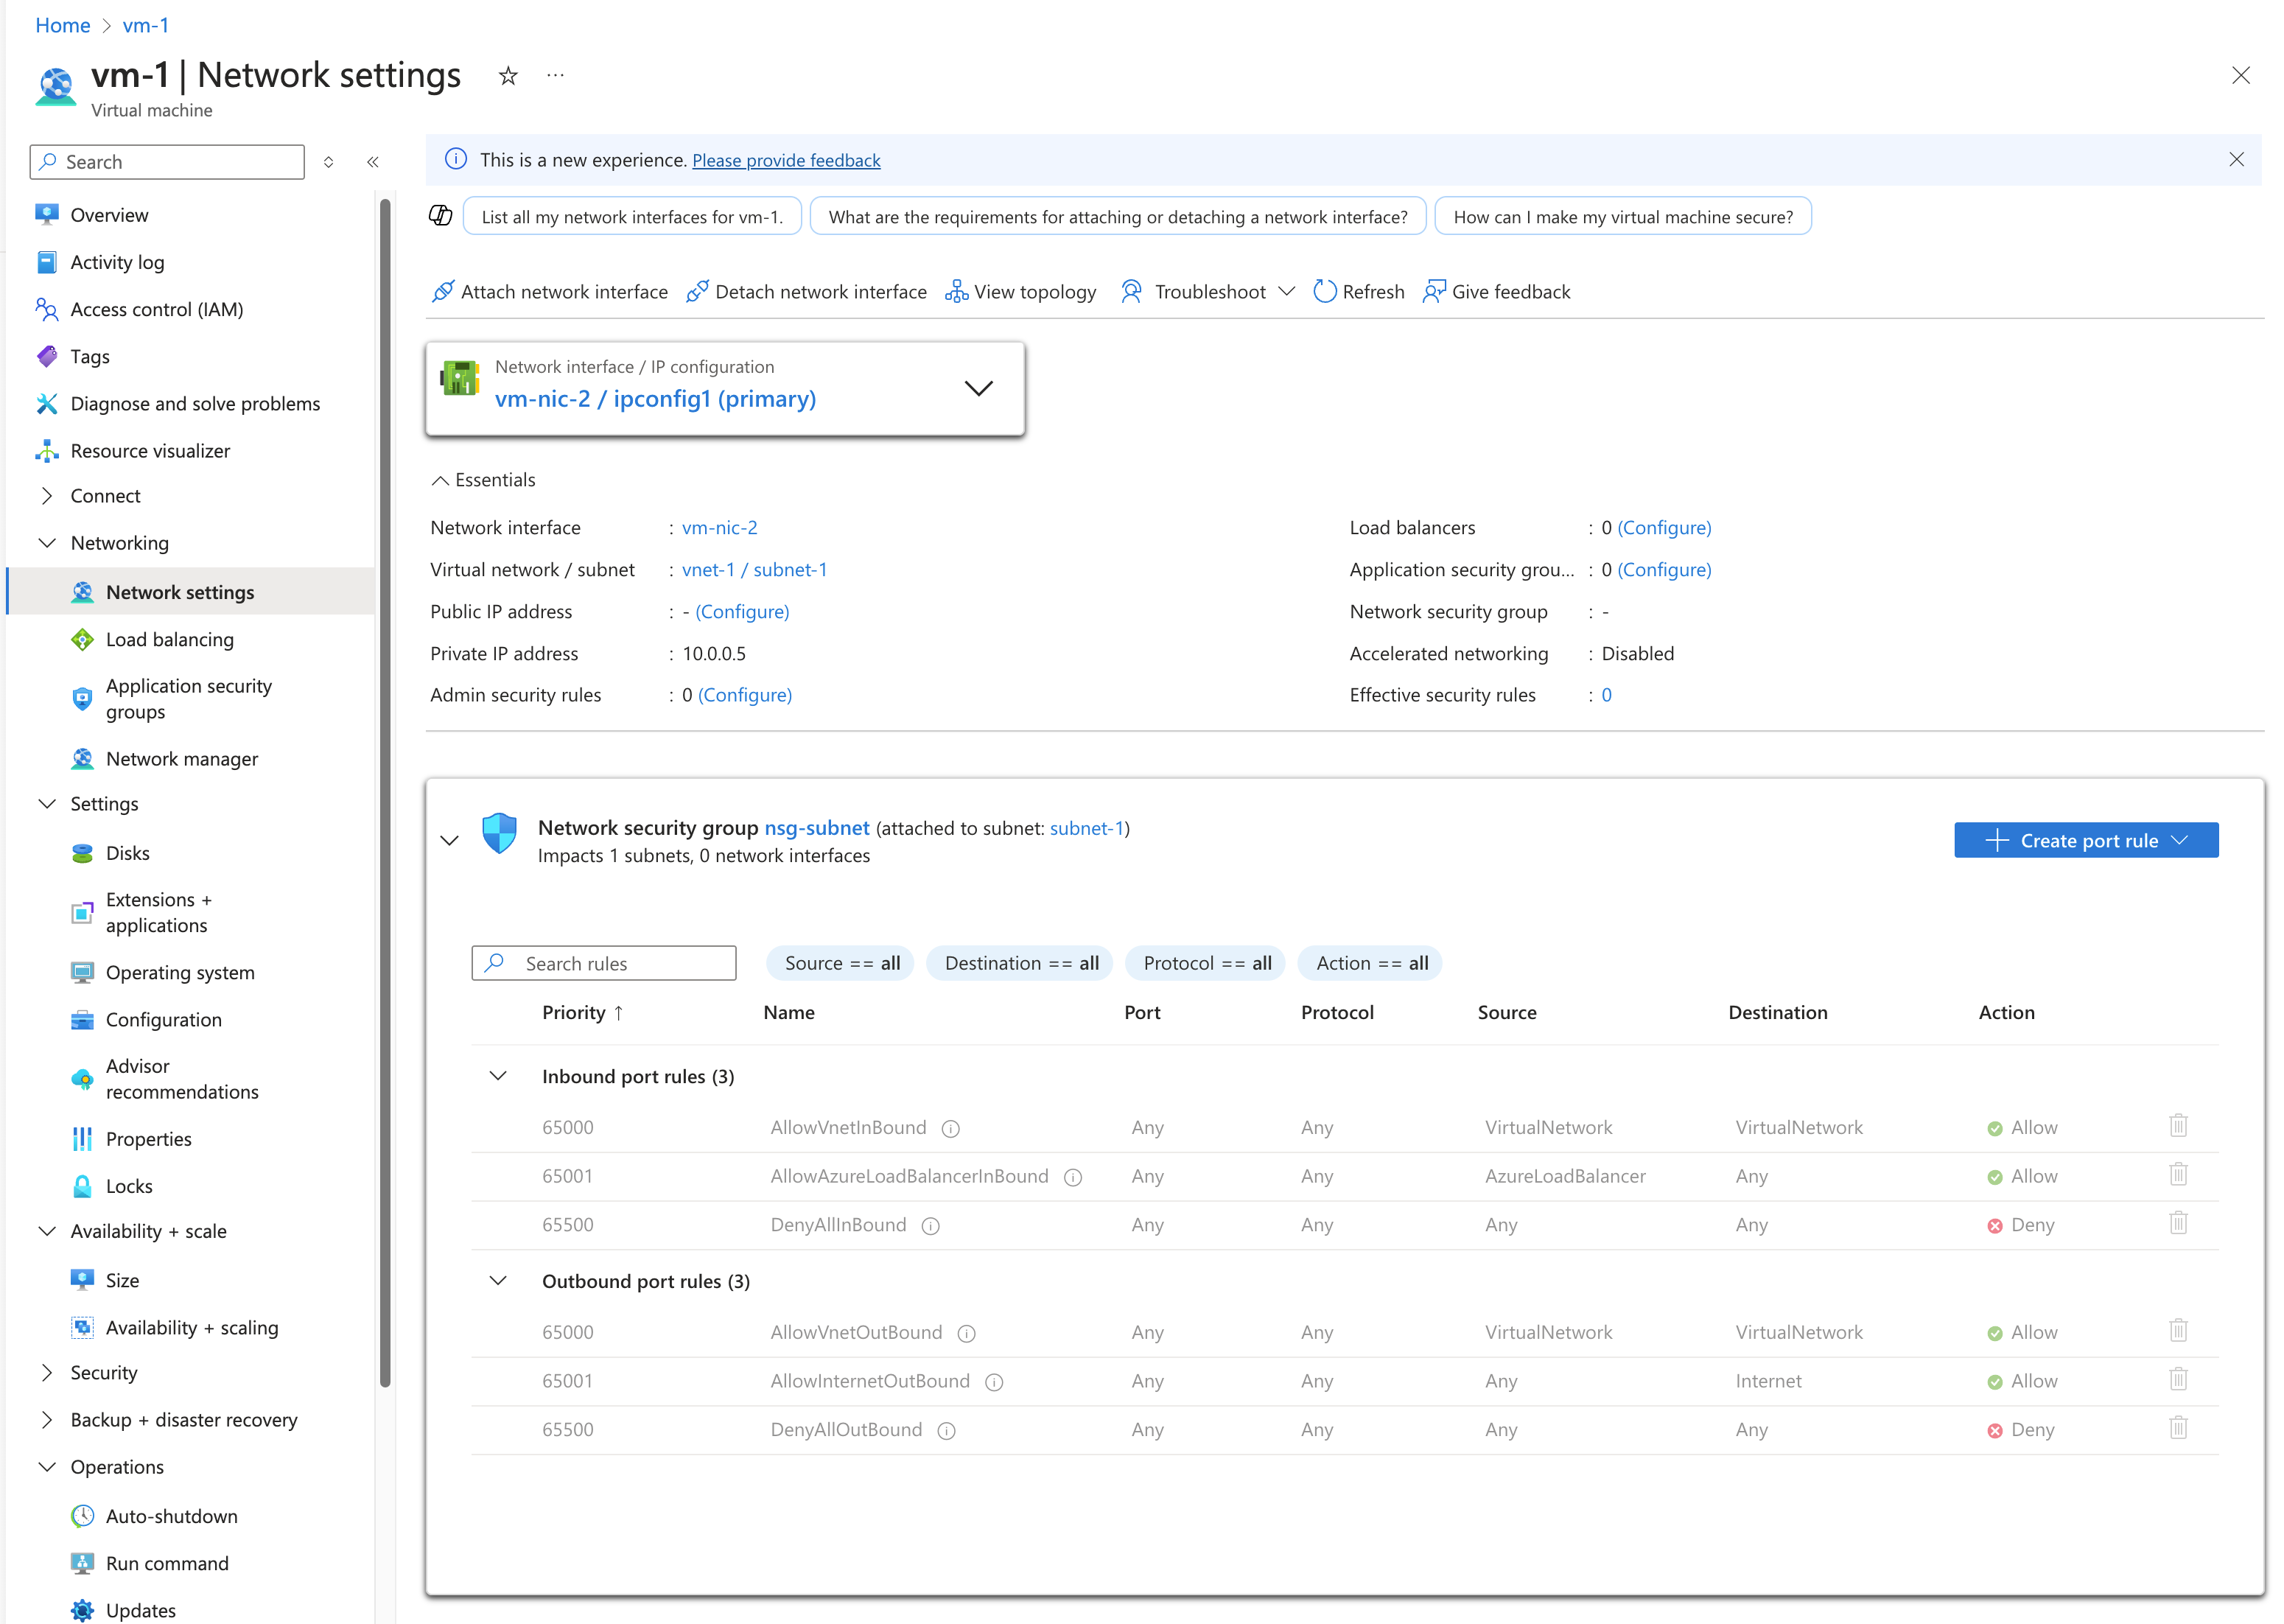 Home > vm-1
vm-1 | Network settings
Virtual machine
Search
Overview
Activity log
Access control (IAM)
Tags
Diagnose and solve problems
Resource visualizer
Connect
Networking
Network settings
Load balancing
Application security
groups
Network manager
Settings
Disks
Extensions +
applications
Operating system
Configuration
Advisor
recommendations
Properties
Locks
Availability + scale
Size
Availability + scaling
Security
Backup + disaster recovery
Operations
Auto-shutdown
Run command
Updates
This is a new experience. Please provide feedback
List all my network interfaces for vm-1.
What are the requirements for attaching or detaching a network interface?
How can I make my virtual machine secure?
Attach network interface
Detach network interface
View topology
Troubleshoot
Refresh
Give feedback
Network interface / IP configuration
vm-nic-2 / ipconfig1 (primary)
Essentials
Network interface : vm-nic-2
Virtual network / subnet : vnet-1 / subnet-1
Public IP address : - (Configure)
Private IP address : 10.0.0.5
Admin security rules : 0 (Configure)
Load balancers : 0 (Configure)
Application security grou... : 0 (Configure)
Network security group : -
Accelerated networking : Disabled
Effective security rules : 0
Network security group nsg-subnet (attached to subnet: subnet-1)
Impacts 1 subnets, 0 network interfaces
Create port rule
Search rules
Source == all
Destination == all
Protocol == all
Action == all
Priority ↑ Name Port Protocol Source Destination Action
Inbound port rules (3)
65000 AllowVnetInBound Any Any VirtualNetwork VirtualNetwork Allow
65001 AllowAzureLoadBalancerInBound Any Any AzureLoadBalancer Any Allow
65500 DenyAllInBound Any Any Any Any Deny
Outbound port rules (3)
65000 AllowVnetOutBound Any Any VirtualNetwork VirtualNetwork Allow
65001 AllowInternetOutBound Any Any Any Internet Allow
65500 DenyAllOutBound Any Any Any Any Deny